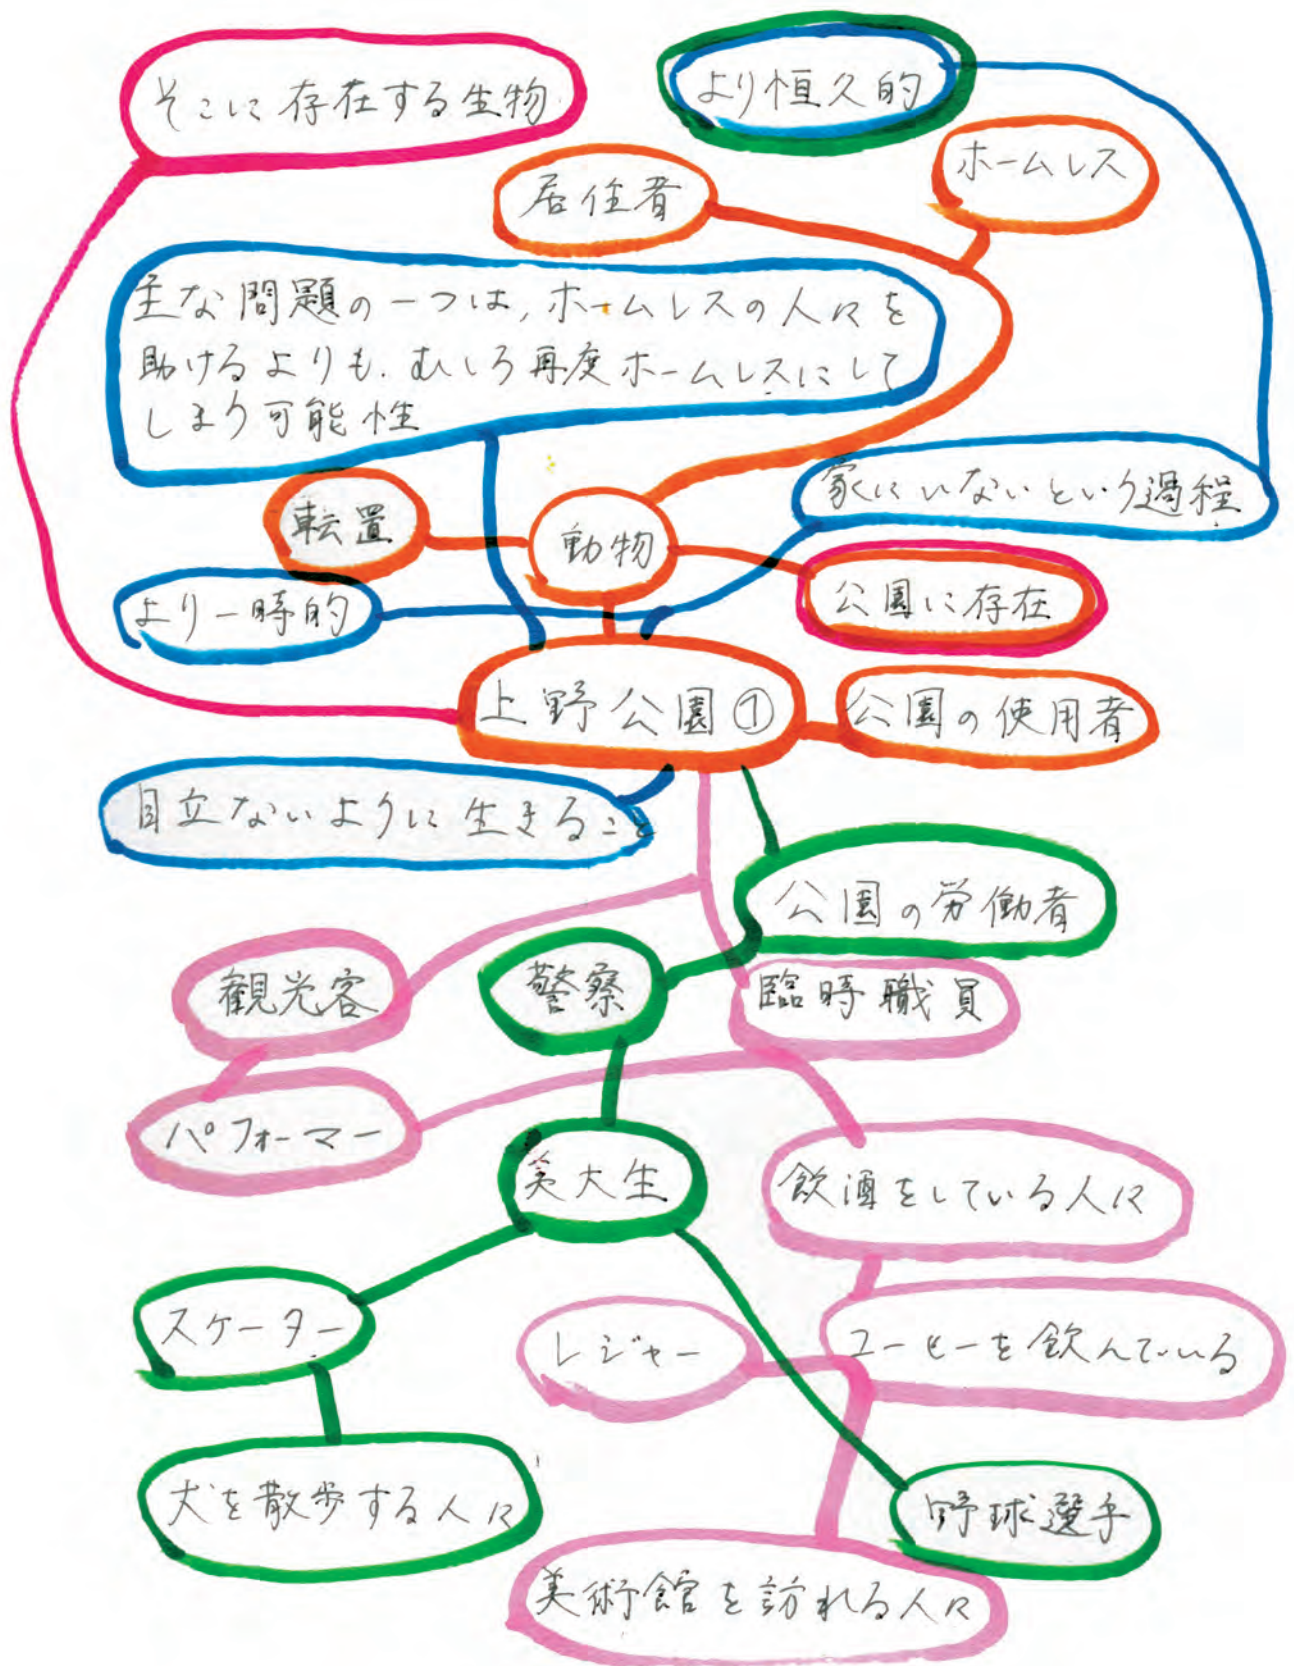 そこに存在する生物
より恒久的
ホームレス
居住者
主な問題の一つは,ホームレスの人々を
助けるよりも.むしろ再度ホームレスにして
しまう可能性
家にいないという過程
転置
動物
公園に存在
より一時的
上野公園①
公園の使用者
目立ないように生きること
公園の労働者
観光客
警察
臨時職員
パフォーマー
美大生
飲酒をしている人々
スケーター
レジャー
コーヒーを飲んでいる
犬を散歩する人々
野球選手
美術館を訪れる人々